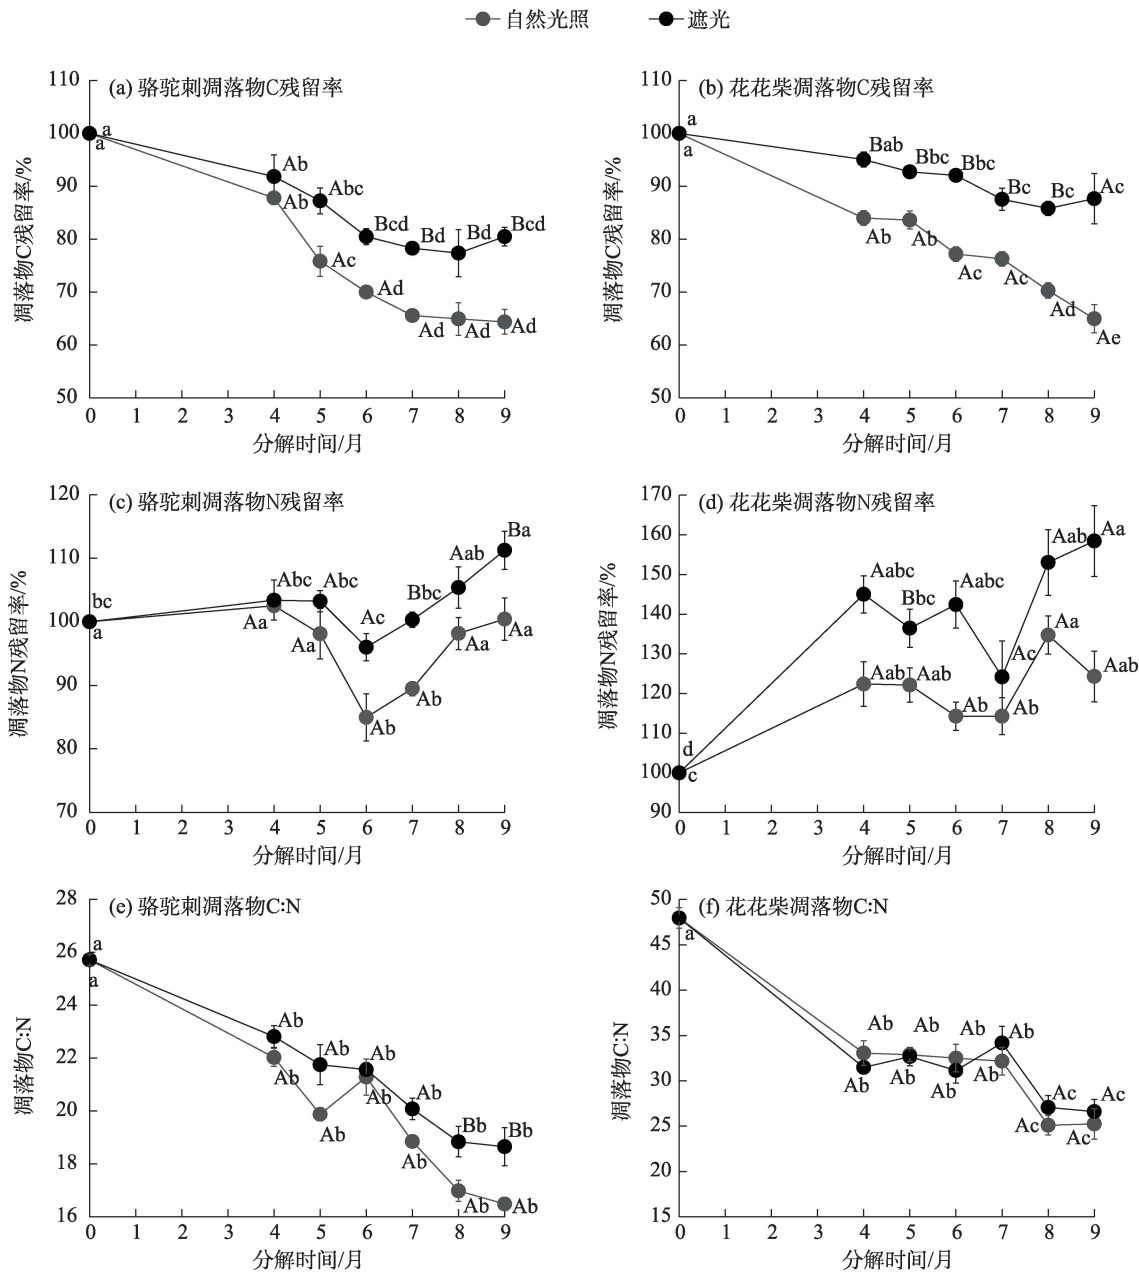 自然光照 遮光
(a) 骆驼刺凋落物C残留率
凋落物C残留率/%
110
100
90
80
70
60
50
a
a
Ab
Abc
Bcd
Bd
Bd
Bcd
Ab
Ac
Ad
Ad
Ad
Ad
0 1 2 3 4 5 6 7 8 9
分解时间/月
(b) 花花柴凋落物C残留率
凋落物C残留率/%
110
100
90
80
70
60
50
a
a
Bab
Bbc
Bbc
Bc
Bc
Ac
Ab
Ab
Ac
Ac
Ad
Ae
0 1 2 3 4 5 6 7 8 9
分解时间/月
(c) 骆驼刺凋落物N残留率
凋落物N残留率/%
120
110
100
90
80
70
bc
a
Abc
Abc
Ac
Bbc
Aab
Ba
Aa
Aa
Ab
Ab
Aa
Aa
0 1 2 3 4 5 6 7 8 9
分解时间/月
(d) 花花柴凋落物N残留率
凋落物N残留率/%
170
160
150
140
130
120
110
100
90
d
c
Aabc
Bbc
Aabc
Ac
Aab
Aa
Aab
Aab
Ab
Ab
Aa
Aab
0 1 2 3 4 5 6 7 8 9
分解时间/月
(e) 骆驼刺凋落物C:N
凋落物C:N
28
26
24
22
20
18
16
a
a
Ab
Ab
Ab
Ab
Bb
Bb
Ab
Ab
Ab
Ab
Ab
Ab
0 1 2 3 4 5 6 7 8 9
分解时间/月
(f) 花花柴凋落物C:N
凋落物C:N
50
45
40
35
30
25
20
15
a
Ab
Ab
Ab
Ab
Ac
Ac
Ab
Ab
Ab
Ab
Ac
Ac
0 1 2 3 4 5 6 7 8 9
分解时间/月